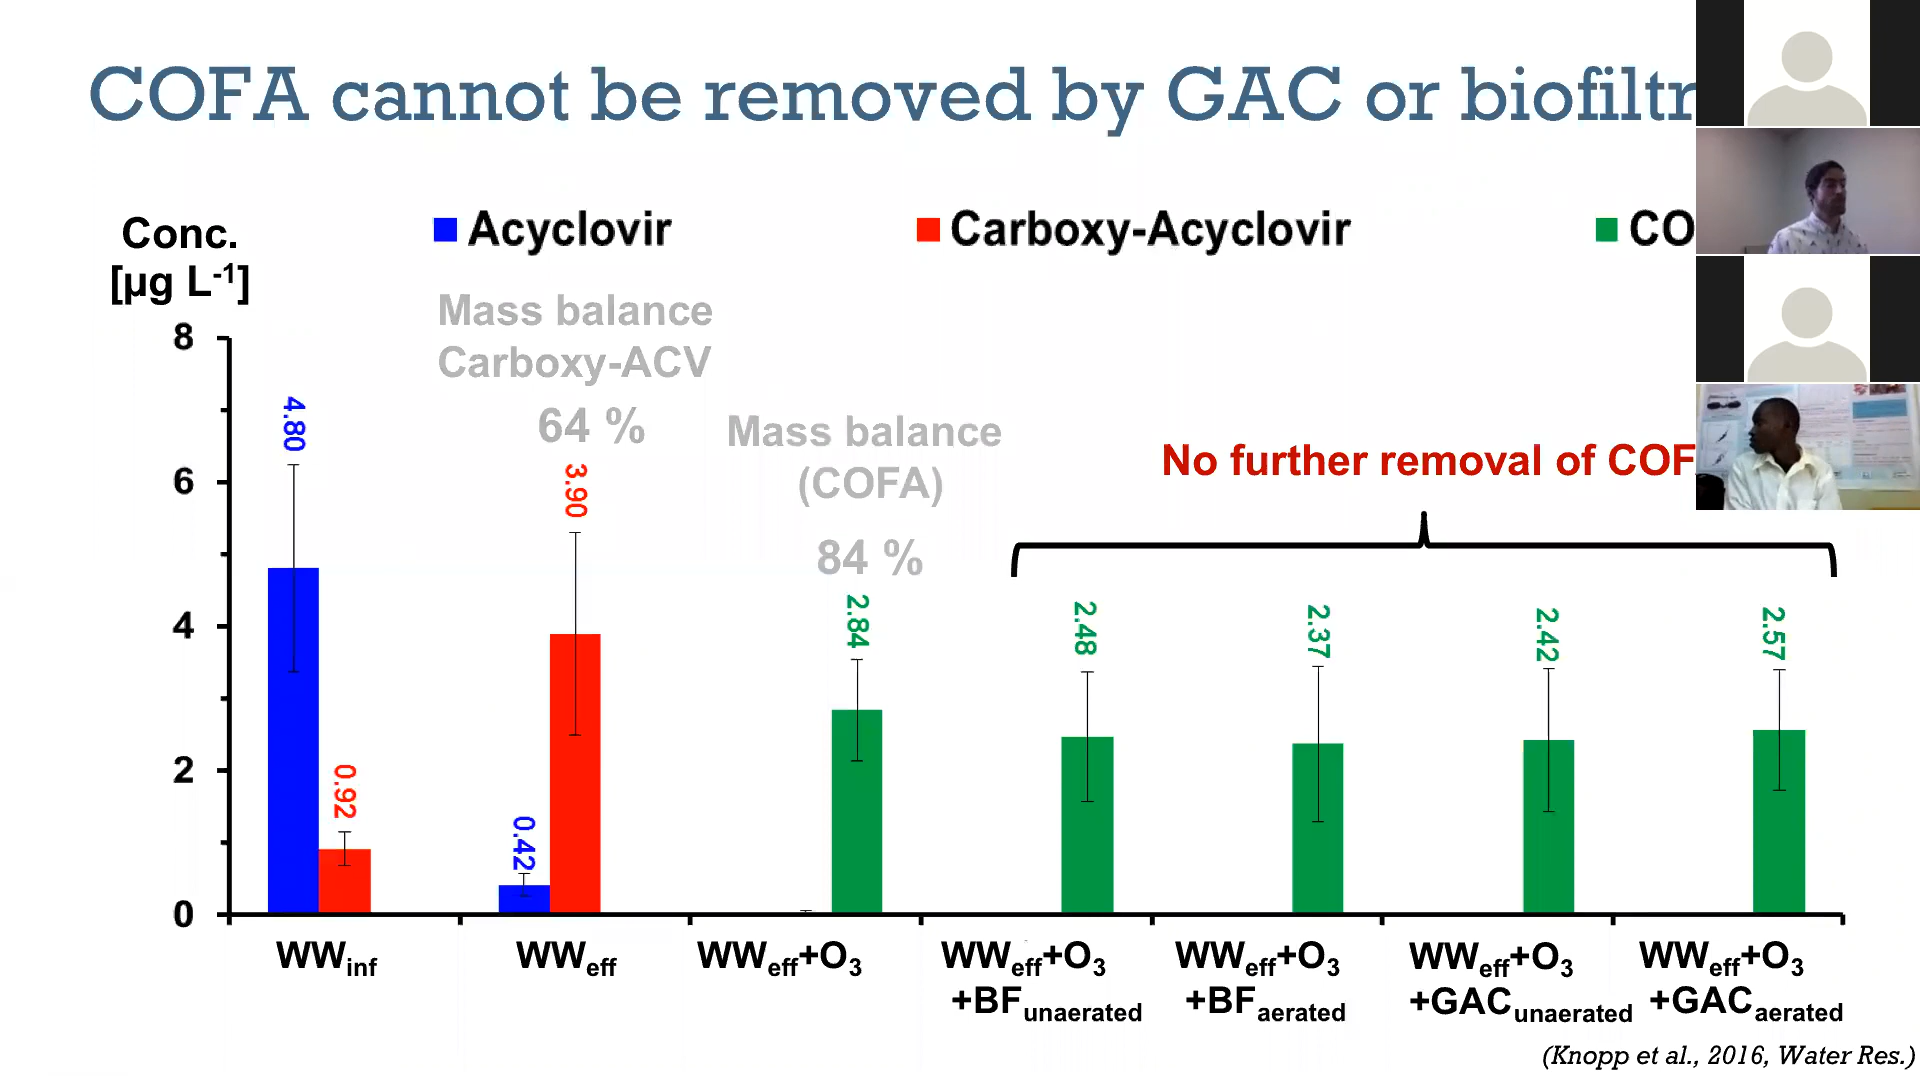 COFA cannot be removed by GAC or biofiltr
Conc.
[µg L-1]
Acyclovir
Carboxy-Acyclovir
CO
Mass balance
Carboxy-ACV
64 %
Mass balance
(COFA)
84 %
No further removal of COF
8
6
4
2
0
4.80
0.92
0.42
3.90
2.84
2.48
2.37
2.42
2.57
WWinf
WWeff
WWeff+O3
WWeff+O3
+BFunaerated
WWeff+O3
+BFaerated
WWeff+O3
+GACunaerated
WWeff+O3
+GACaerated
(Knopp et al., 2016, Water Res.)